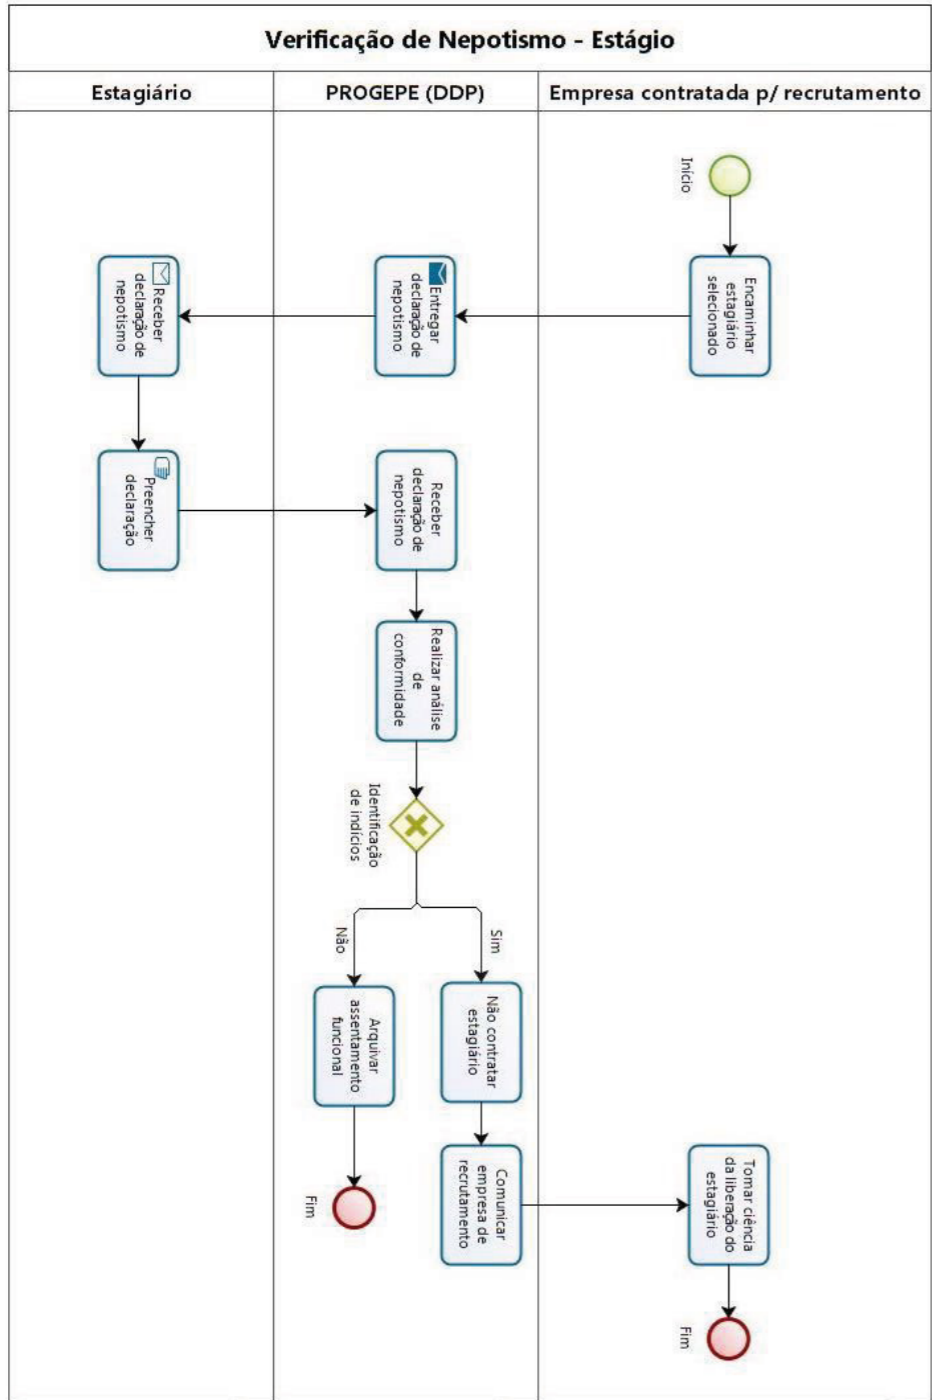 Verificação de Nepotismo - Estágio
Estagiário
PROGEPE (DDP)
Empresa contratada p/ recrutamento
Início
Encaminhar
estagiário
selecionado
Entregar
declaração de
nepotismo
Receber
declaração de
nepotismo
Preencher
declaração
Receber
declaração de
nepotismo
Realizar análise
de
conformidade
Identificação
de indícios
Sim
Não
Não contratar
estagiário
Arquivar
assentamento
funcional
Comunicar
empresa de
recrutamento
Tomar ciência
da liberação do
estagiário
Fim
Fim